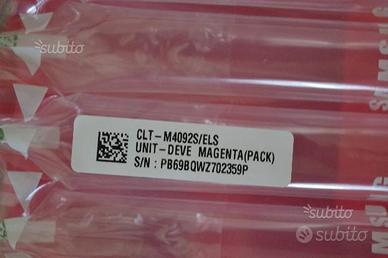 subito
CLT-M4092S/ELS
UNIT-DEVE MAGENTA(PACK)
S/N : PB69BQWZ702359P
subito
subito